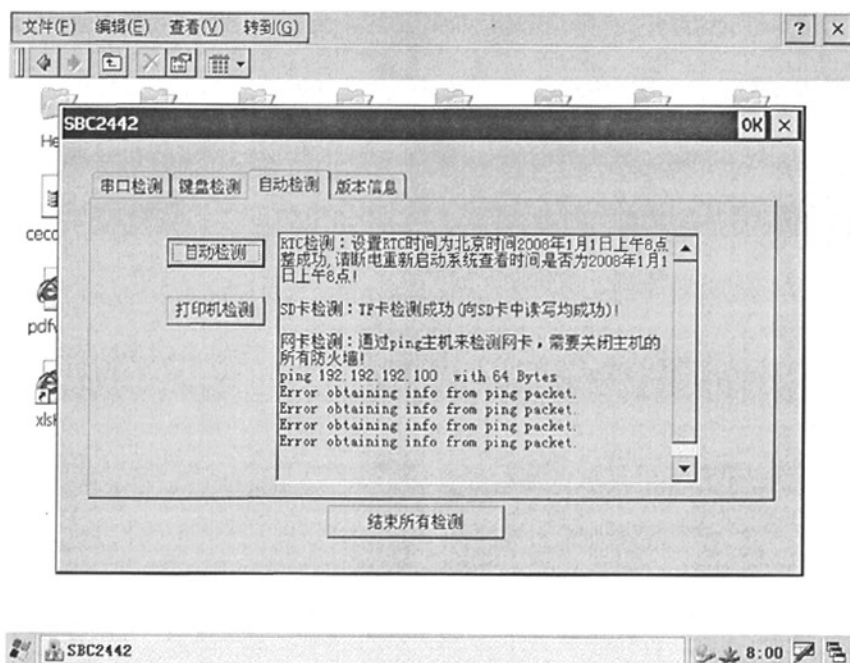 文件(F) 编辑(E) 查看(V) 转到(G)
? ×
SBC2442
OK ×
He
串口检测 键盘检测 自动检测 版本信息
cecc
自动检测
RTC检测：设置RTC时间为北京时间2008年1月1日上午8点
整成功,请断电重新启动系统查看时间是否为2008年1月1
日上午8点!
打印机检测
SD卡检测：TF卡检测成功(向SD卡中读写均成功)!
pdfv
网卡检测：通过ping主机来检测网卡，需要关闭主机的
所有防火墙!
ping 192.192.192.100 with 64 Bytes
Error obtaining info from ping packet.
Error obtaining info from ping packet.
Error obtaining info from ping packet.
Error obtaining info from ping packet.
结束所有检测
SBC2442
8:00